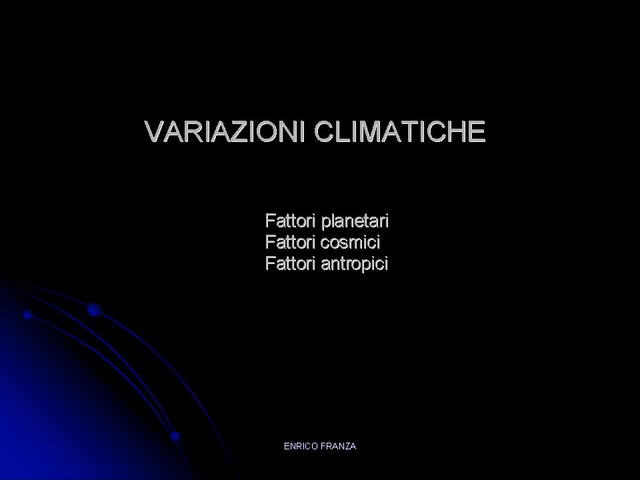 VARIAZIONI CLIMATICHE
Fattori planetari
Fattori cosmici
Fattori antropici
ENRICO FRANZA